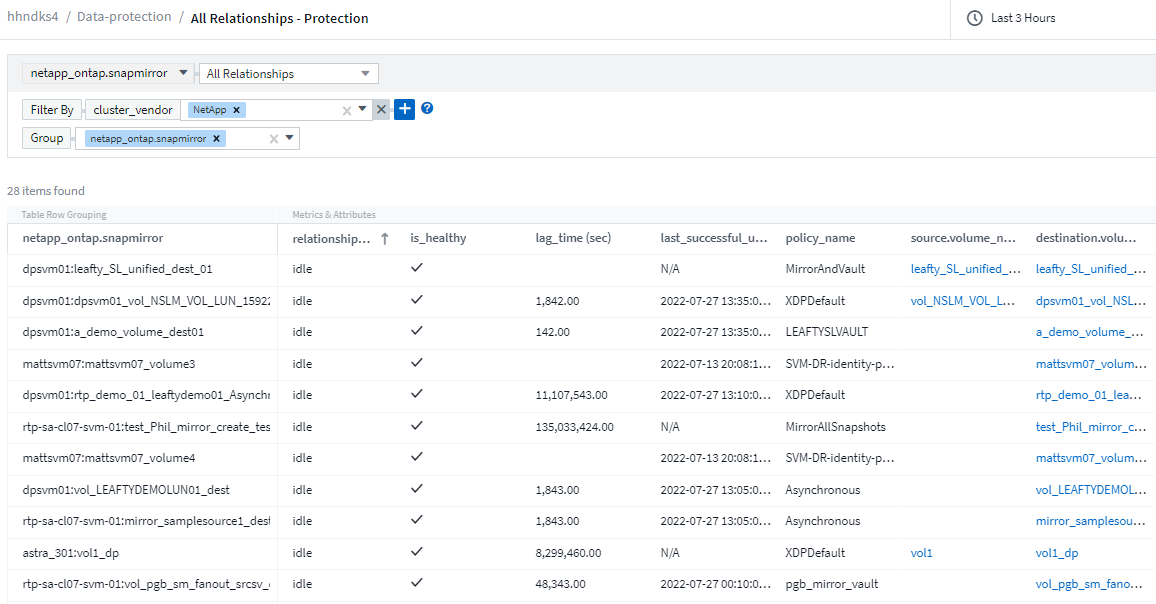 hhndks4 / Data-protection / All Relationships - Protection Last 3 Hours
netapp_ontap.snapmirror All Relationships
Filter By cluster_vendor NetApp
Group netapp_ontap.snapmirror
28 items found
Table Row Grouping Metrics & Attributes
netapp_ontap.snapmirror relationship... is_healthy lag_time (sec) last_successful_u... policy_name source.volume_n... destination.volu...
dpsvm01:leafty_SL_unified_dest_01 idle N/A MirrorAndVault leafty_SL_unified_... leafty_SL_unified_...
dpsvm01:dpsvm01_vol_NSLM_VOL_LUN_15922 idle 1,842.00 2022-07-27 13:35:0... XDPDefault vol_NSLM_VOL_L... dpsvm01_vol_NSL...
dpsvm01:a_demo_volume_dest01 idle 142.00 2022-07-27 13:35:0... LEAFTYSLVAULT a_demo_volume_...
mattsvm07:mattsvm07_volume3 idle 2022-07-13 20:08:1... SVM-DR-identity-p... mattsvm07_volum...
dpsvm01:rtp_demo_01_leaftydemo01_Asynchr idle 11,107,543.00 2022-07-27 13:10:0... XDPDefault rtp_demo_01_lea...
rtp-sa-cl07-svm-01:test_Phil_mirror_create_tes idle 135,033,424.00 N/A MirrorAllSnapshots test_Phil_mirror_c...
mattsvm07:mattsvm07_volume4 idle 2022-07-13 20:08:1... SVM-DR-identity-p... mattsvm07_volum...
dpsvm01:vol_LEAFTYDEMOLUN01_dest idle 1,843.00 2022-07-27 13:05:0... Asynchronous vol_LEAFTYDEMOL...
rtp-sa-cl07-svm-01:mirror_samplesource1_dest idle 1,843.00 2022-07-27 13:05:0... Asynchronous mirror_samplesou...
astra_301:vol1_dp idle 8,299,460.00 N/A XDPDefault vol1 vol1_dp
rtp-sa-cl07-svm-01:vol_pgb_sm_fanout_srcsv_ idle 48,343.00 2022-07-27 00:10:0... pgb_mirror_vault vol_pgb_sm_fano...